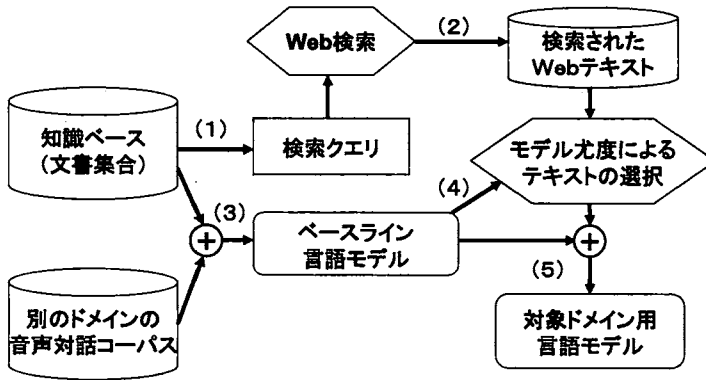 Web検索
(2)
検索された
Webテキスト
知識ベース
(文書集合)
(1)
検索クエリ
モデル尤度による
テキストの選択
(3)
(4)
ベースライン
言語モデル
(5)
別のドメインの
音声対話コーパス
対象ドメイン用
言語モデル